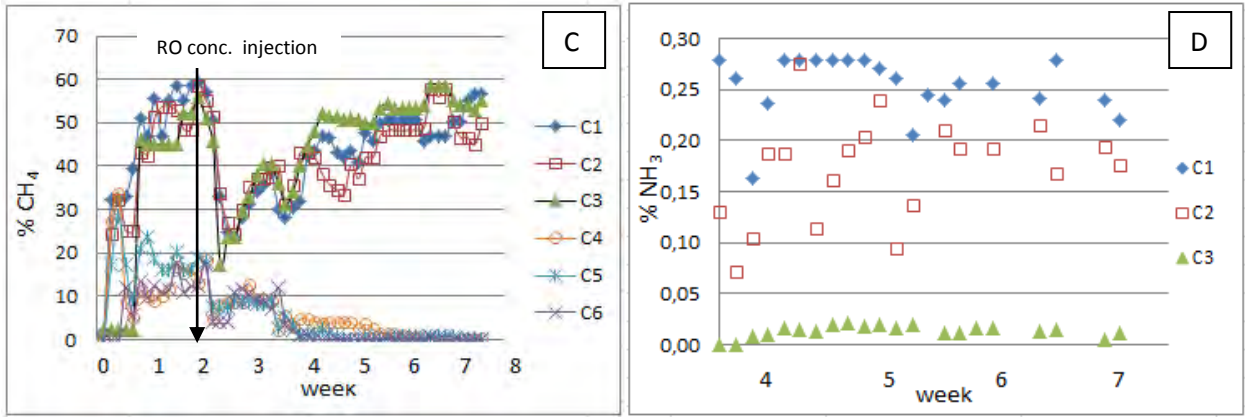 C
RO conc. injection
% CH4
70
60
50
40
30
20
10
0
0 1 2 3 4 5 6 7 8
week
C1
C2
C3
C4
C5
C6
D
% NH3
0,30
0,25
0,20
0,15
0,10
0,05
0,00
4 5 6 7
week
C1
C2
C3